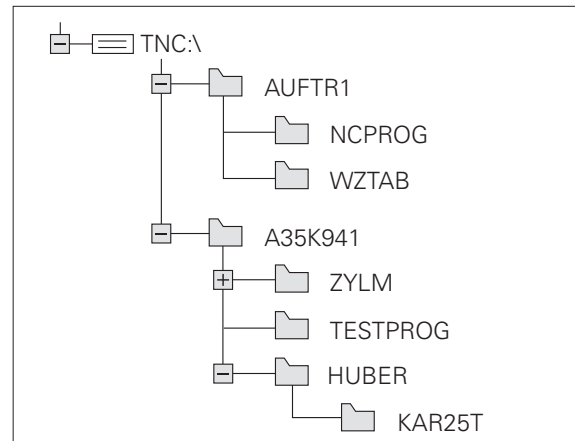 TNC:\
AUFTR1
NCPROG
WZTAB
A35K941
ZYLM
TESTPROG
HUBER
KAR25T